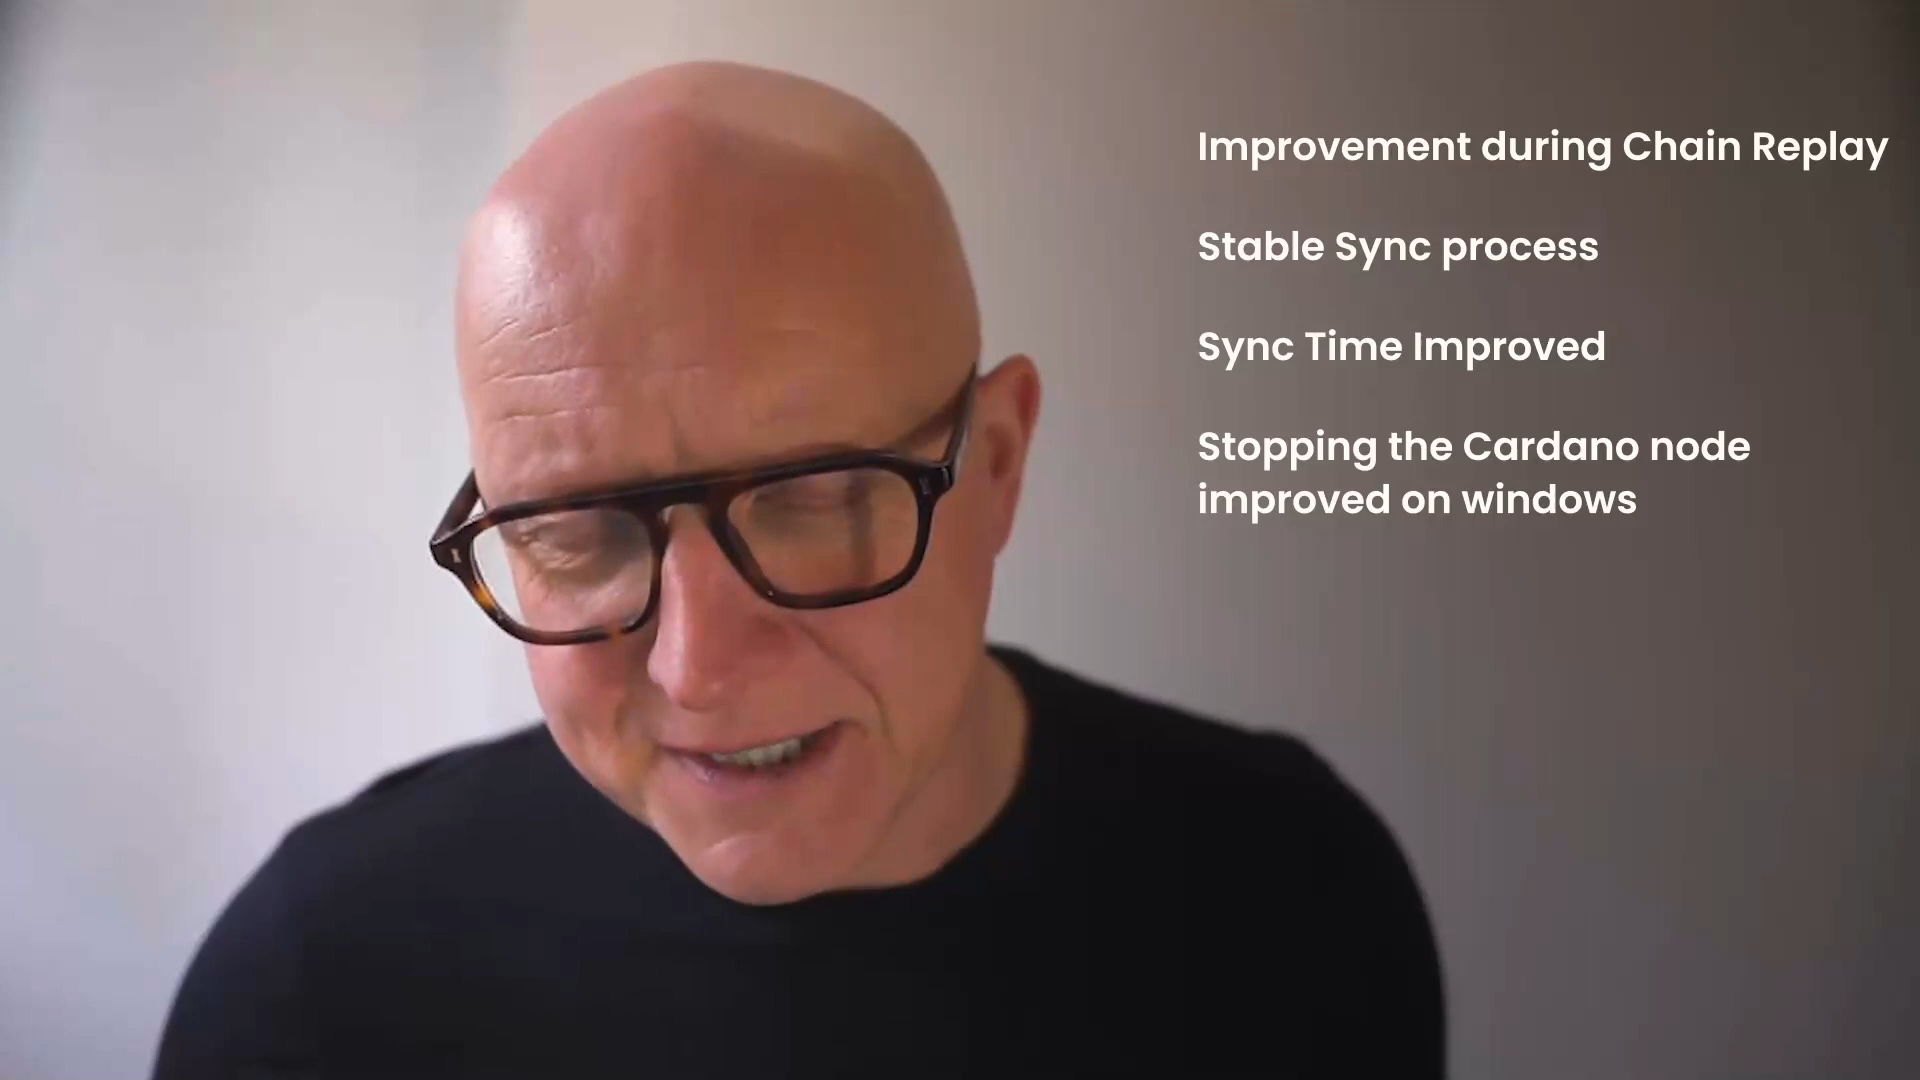 Improvement during Chain Replay
Stable Sync process
Sync Time Improved
Stopping the Cardano node
improved on windows